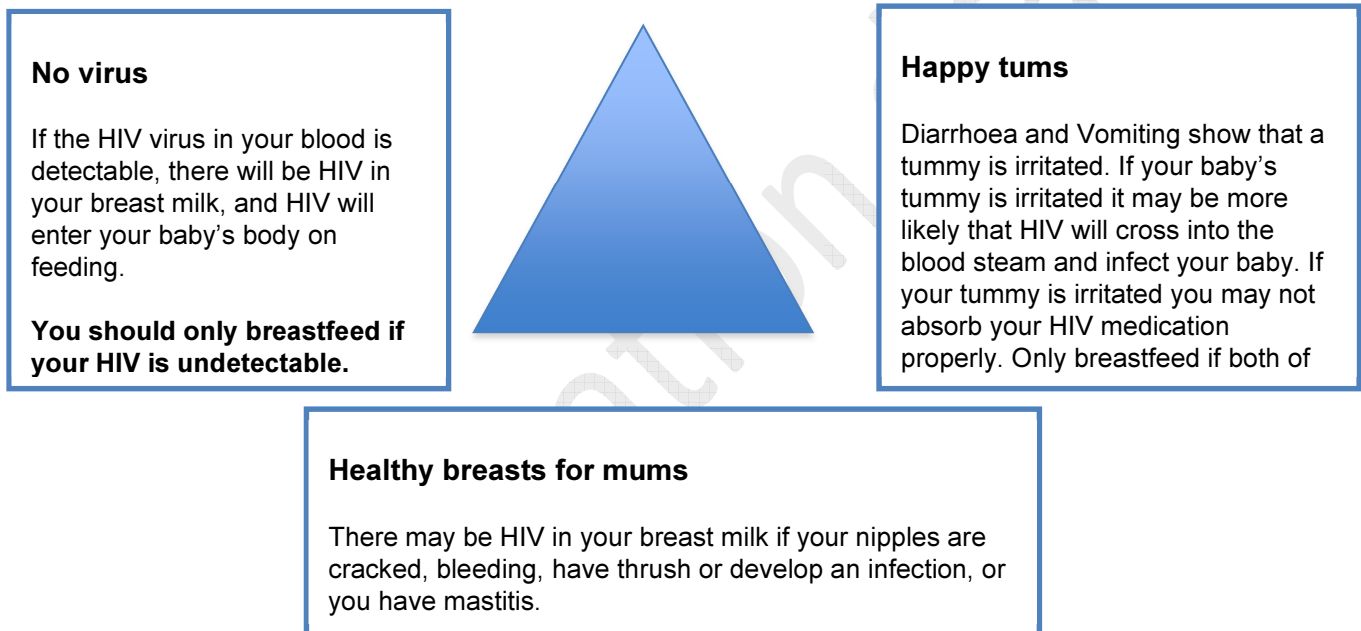 No virus
If the HIV virus in your blood is
detectable, there will be HIV in
your breast milk, and HIV will
enter your baby’s body on
feeding.
You should only breastfeed if
your HIV is undetectable.
Happy tums
Diarrhoea and Vomiting show that a
tummy is irritated. If your baby’s
tummy is irritated it may be more
likely that HIV will cross into the
blood steam and infect your baby. If
your tummy is irritated you may not
absorb your HIV medication
properly. Only breastfeed if both of
Healthy breasts for mums
There may be HIV in your breast milk if your nipples are
cracked, bleeding, have thrush or develop an infection, or
you have mastitis.